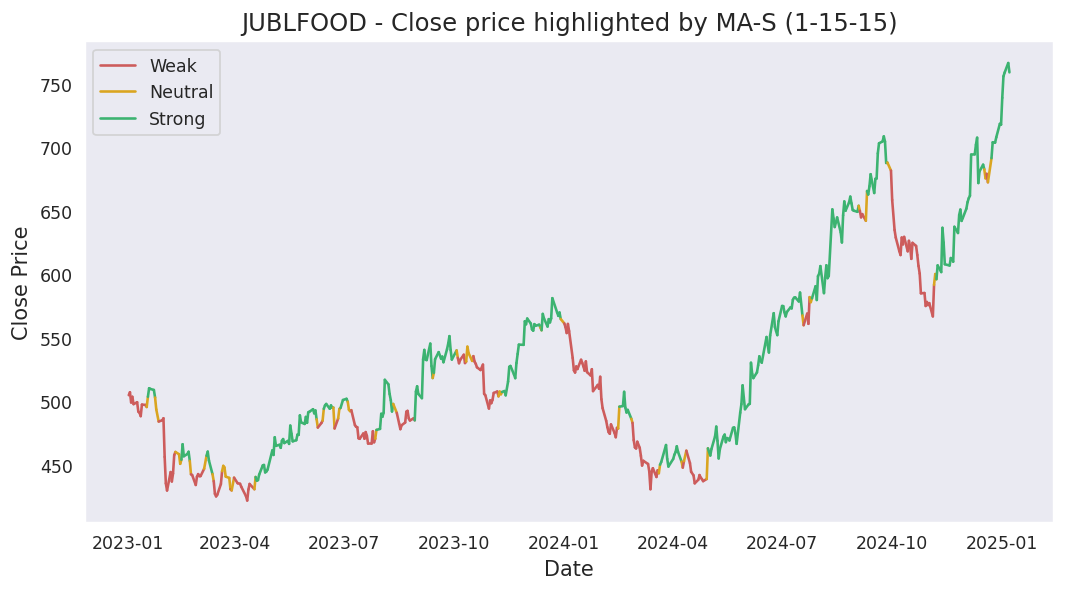 JUBLFOOD - Close price highlighted by MA-S (1-15-15)
Weak
Neutral
Strong
Close Price
750
700
650
600
550
500
450
2023-01 2023-04 2023-07 2023-10 2024-01 2024-04 2024-07 2024-10 2025-01
Date